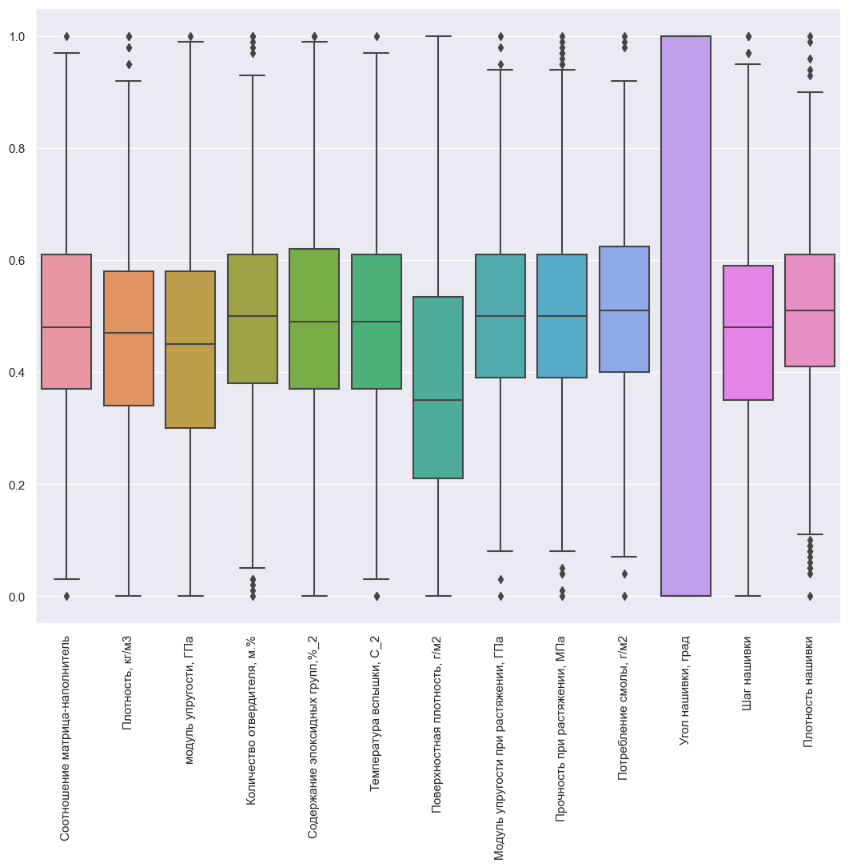 1.0
0.8
0.6
0.4
0.2
0.0
Соотношение матрица-наполнитель
Плотность, кг/м3
модуль упругости, ГПа
Количество отвердителя, м.%
Содержание эпоксидных групп,%_2
Температура вспышки, С_2
Поверхностная плотность, г/м2
Модуль упругости при растяжении, ГПа
Прочность при растяжении, МПа
Потребление смолы, г/м2
Угол нашивки, град
Шаг нашивки
Плотность нашивки